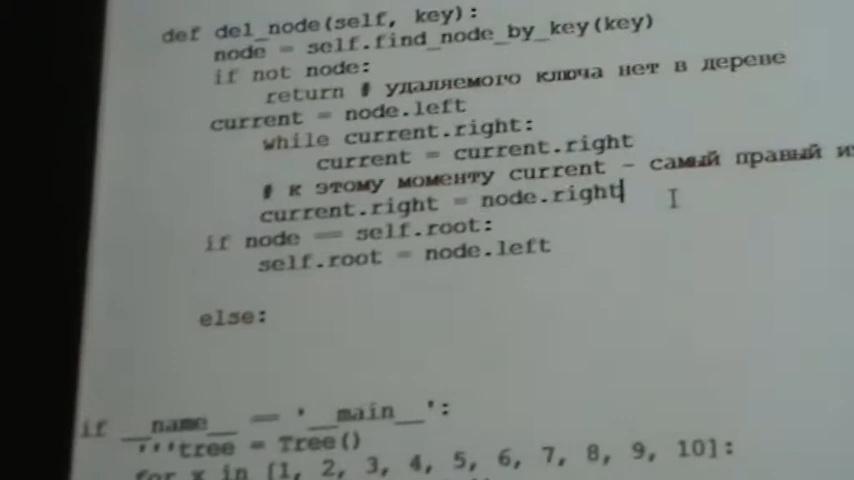 def del_node(self, key):
node = self.find_node_by_key(key)
if not node:
return # удаляемого ключа нет в дереве
current = node.left
while current.right:
current = current.right
# к этому моменту current - самый правый
current.right = node.right
if node == self.root:
self.root = node.left
else:
if __name__ == '__main__':
'''tree = Tree()
for x in [1, 2, 3, 4, 5, 6, 7, 8, 9, 10]: